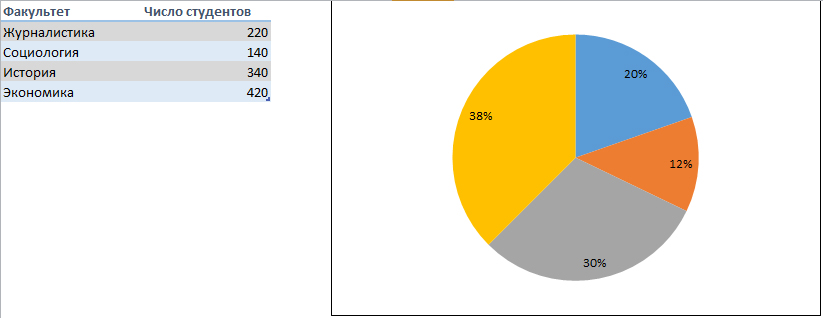 Факультет Число студентов
Журналистика 220
Социология 140
История 340
Экономика 420
20%
38%
12%
30%